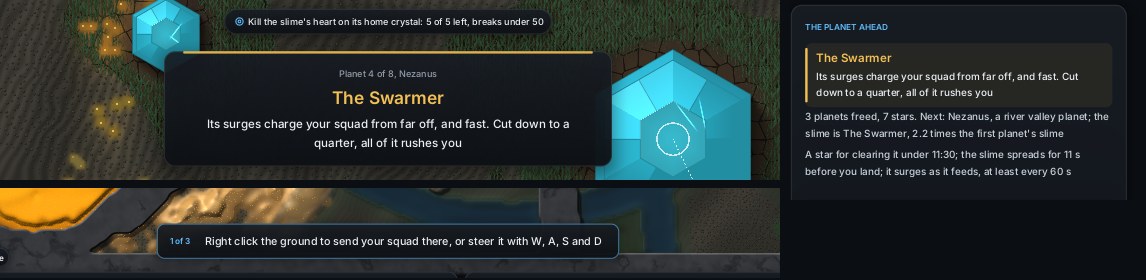 Kill the slime's heart on its home crystal: 5 of 5 left, breaks under 50
Planet 4 of 8, Nezanus
The Swarmer
Its surges charge your squad from far off, and fast. Cut down to a
quarter, all of it rushes you
1 of 3 Right click the ground to send your squad there, or steer it with W, A, S and D
THE PLANET AHEAD
The Swarmer
Its surges charge your squad from far off, and fast. Cut
down to a quarter, all of it rushes you
3 planets freed, 7 stars. Next: Nezanus, a river valley planet; the
slime is The Swarmer, 2.2 times the first planet's slime
A star for clearing it under 11:30; the slime spreads for 11 s
before you land; it surges as it feeds, at least every 60 s